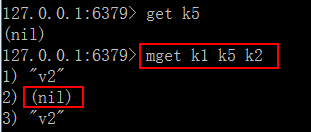 127.0.0.1:6379> get k5
(nil)
127.0.0.1:6379> mget k1 k5 k2
1) "v2"
2) (nil)
3) "v2"